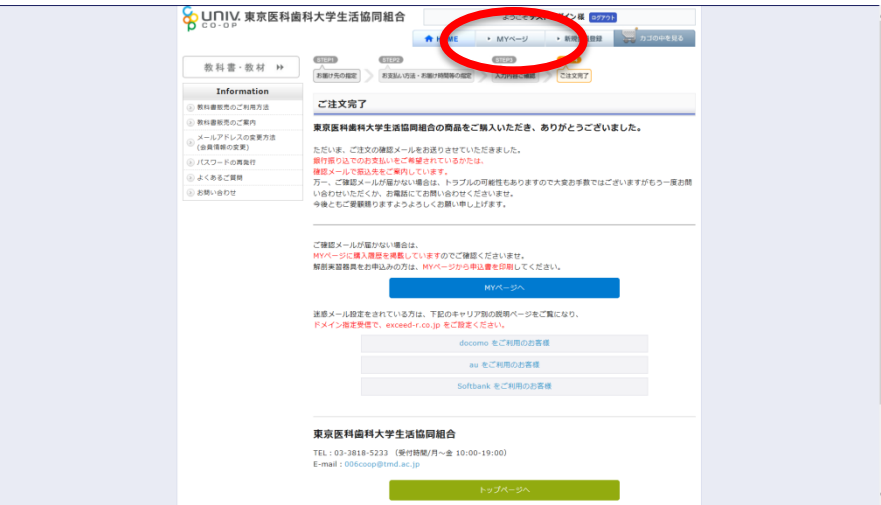 UNIV. CO-OP 東京医科歯科大学生活協同組合
ログアウト
MYページ
カゴの中を見る
教科書・教材
Information
教科書販売のご利用方法
教科書販売のご案内
メールアドレスの変更方法
(会員情報の変更)
パスワードの再発行
よくあるご質問
お問い合わせ
STEP1
STEP2
STEP3
お届け先の指定
お支払い方法・お届け時間等の指定
入力内容ご確認
ご注文完了
ご注文完了
東京医科歯科大学生活協同組合の商品をご購入いただき、ありがとうございました。
ただいま、ご注文の確認メールをお送りさせていただきました。
銀行振り込でのお支払いをご希望されているかたは、
確認メールで振込先をご案内しています。
万一、ご確認メールが届かない場合は、トラブルの可能性もありますので大変お手数ではございますがもう一度お問
い合わせいただくか、お電話にてお問い合わせくださいませ。
今後ともご愛顧賜りますようよろしくお願い申し上げます。
ご確認メールが届かない場合は、
MYページに購入履歴を掲載していますのでご確認くださいませ。
解剖実習器具をお申込みの方は、MYページから申込書を印刷してください。
MYページへ
迷惑メール設定をされている方は、下記のキャリア別の説明ページをご覧になり、
ドメイン指定受信で、exceed-r.co.jp をご設定ください。
docomo をご利用のお客様
au をご利用のお客様
Softbank をご利用のお客様
東京医科歯科大学生活協同組合
TEL：03-3818-5233 （受付時間/月～金 10:00-19:00）
E-mail：006coop@tmd.ac.jp
トップページへ